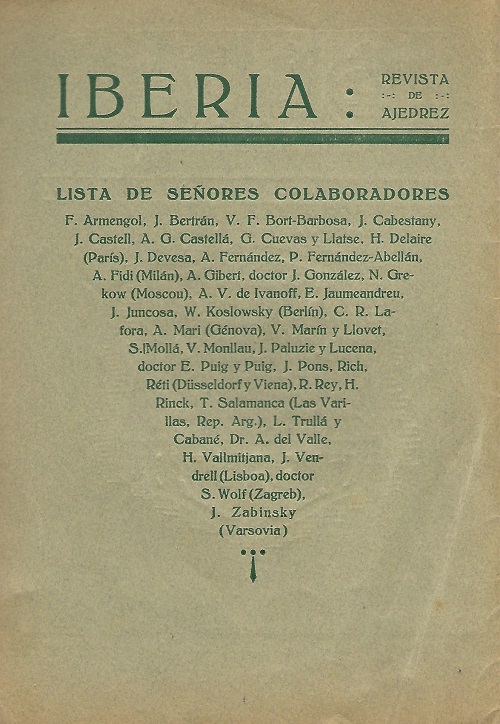 IBERIA :
REVISTA
:-: DE :-:
AJEDREZ
LISTA DE SEÑORES COLABORADORES
F. Armengol, J. Bertrán, V. F. Bort-Barbosa, J. Cabestany,
J. Castell, A. G. Castellá, G. Cuevas y Llatse, H. Delaire
(París), J. Devesa, A. Fernández, P. Fernández-Abellán,
A. Fidi (Milán), A. Gibert, doctor J. González, N. Gre-
kow (Moscou), A. V. de Ivanoff, E. Jaumeandreu,
J. Juncosa, W. Koslowsky (Berlín), C. R. La-
fora, A. Mari (Génova), V. Marín y Llovet,
S. Mollá, V. Monllau, J. Paluzie y Lucena,
doctor E. Puig y Puig, J. Pons, Rich,
Réti (Düsseldorf y Viena), R. Rey, H.
Rinck, T. Salamanca (Las Vari-
llas, Rep. Arg.), L. Trullá y
Cabané, Dr. A. del Valle,
H. Vallmitjana, J. Ven-
drell (Lisboa), doctor
S. Wolf (Zagreb),
J. Zabinsky
(Varsovia)